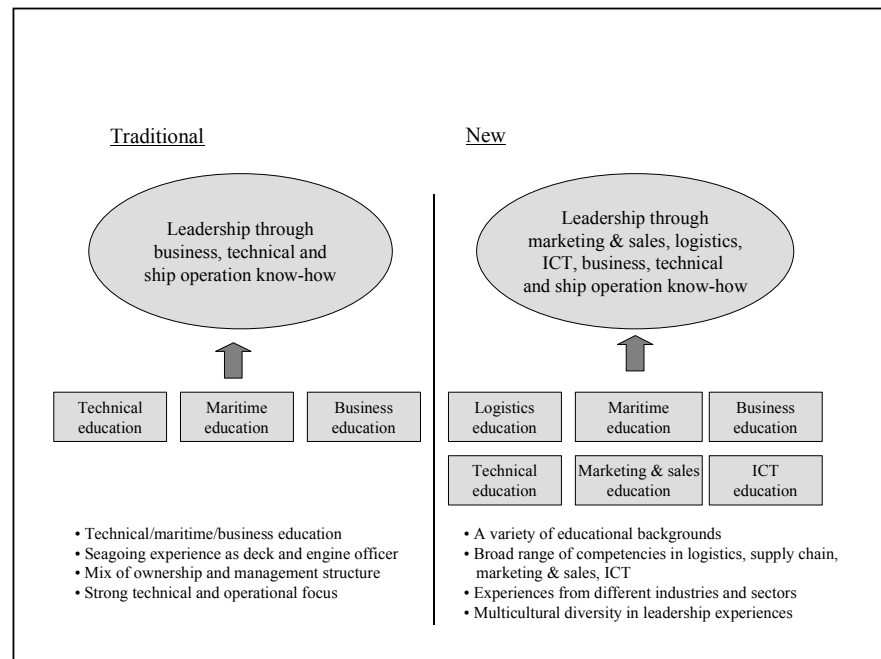 Traditional
Leadership through
business, technical and
ship operation know-how
Technical
education
Maritime
education
Business
education
• Technical/maritime/business education
• Seagoing experience as deck and engine officer
• Mix of ownership and management structure
• Strong technical and operational focus
New
Leadership through
marketing & sales, logistics,
ICT, business, technical
and ship operation know-how
Logistics
education
Maritime
education
Business
education
Technical
education
Marketing & sales
education
ICT
education
• A variety of educational backgrounds
• Broad range of competencies in logistics, supply chain,
marketing & sales, ICT
• Experiences from different industries and sectors
• Multicultural diversity in leadership experiences